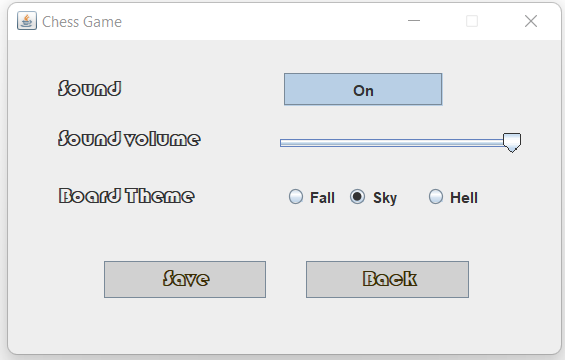 Chess Game
Sound On
Sound volume
Board Theme Fall Sky Hell
Save Back